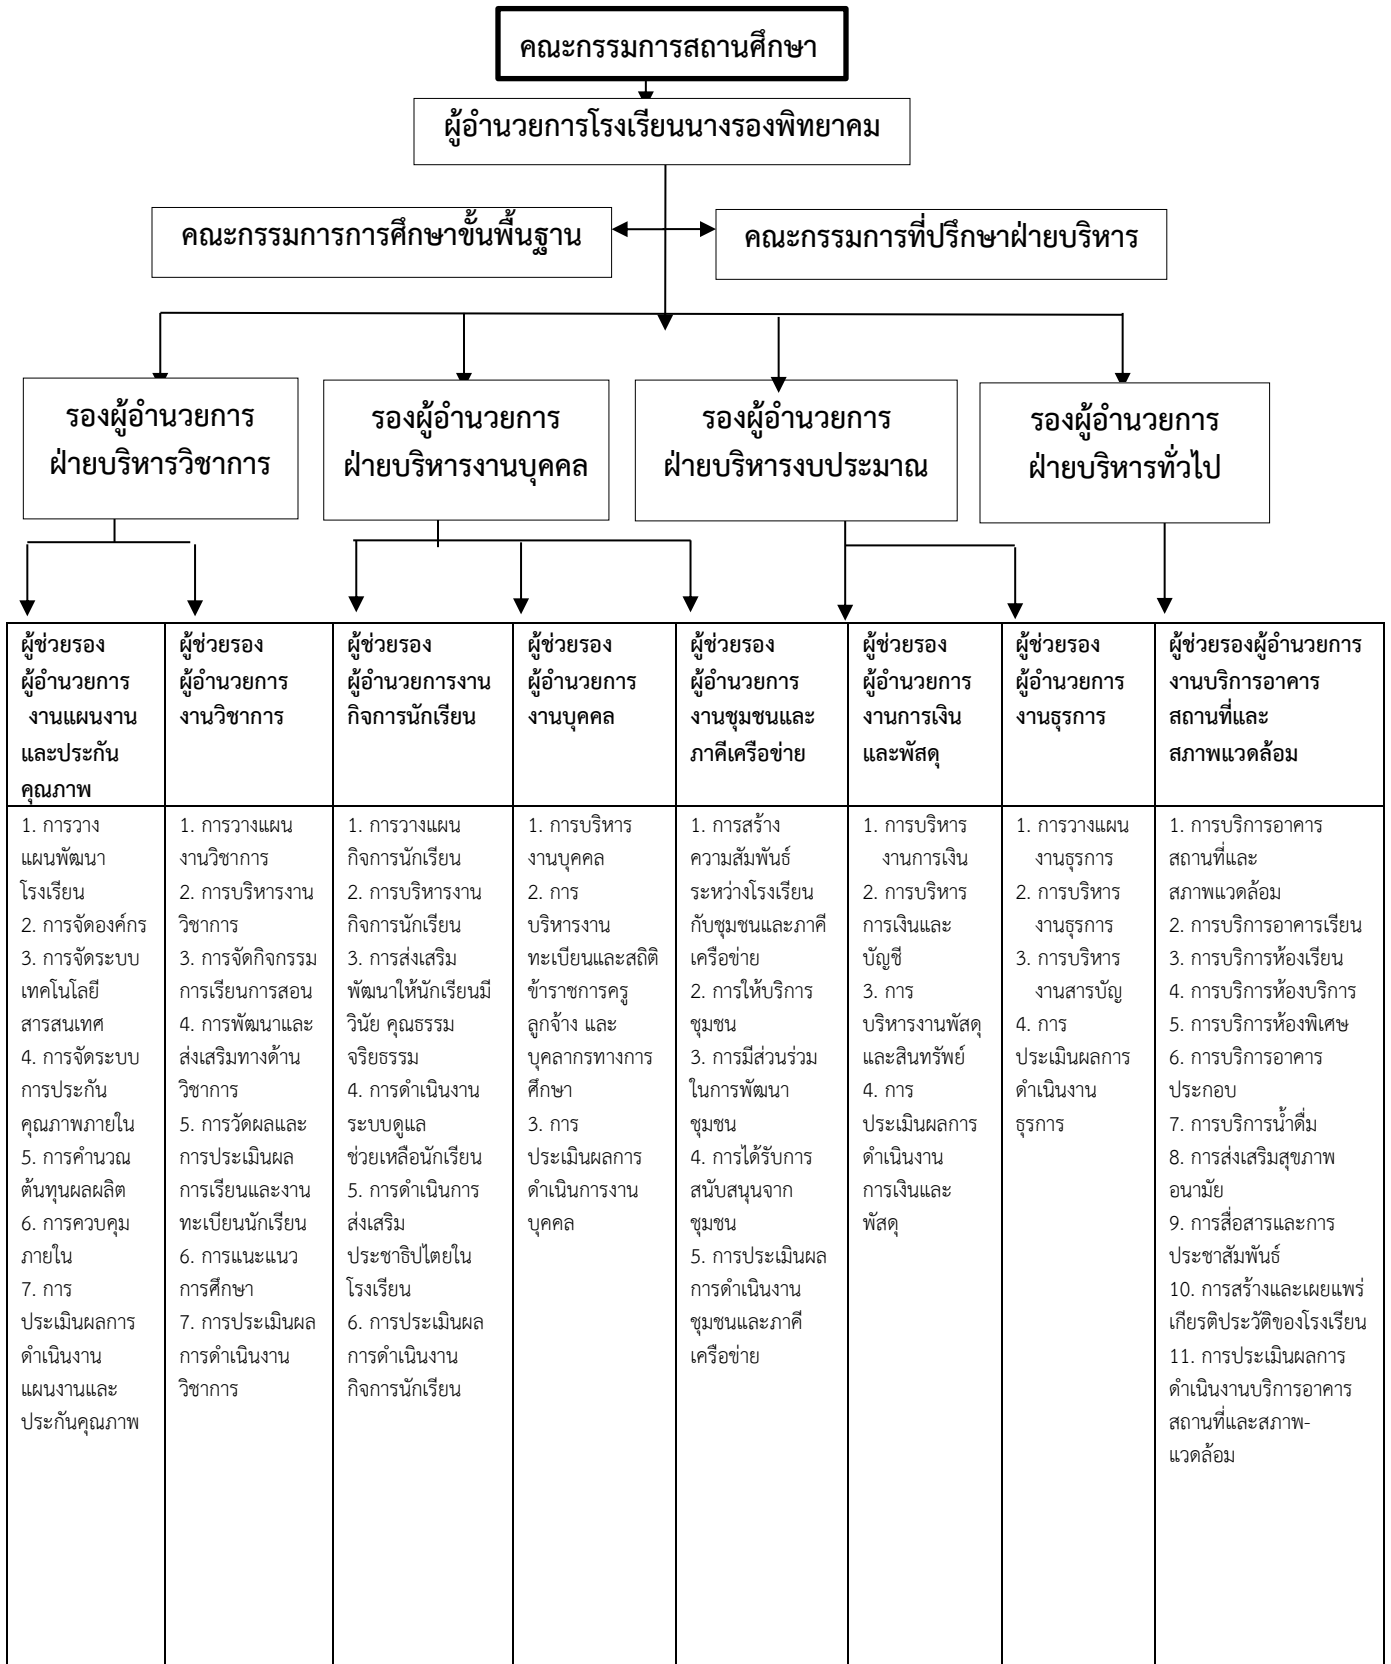 คณะกรรมการสถานศึกษา
ผู้อำนวยการโรงเรียนนางรองพิทยาคม
คณะกรรมการการศึกษาขั้นพื้นฐาน
คณะกรรมการที่ปรึกษาฝ่ายบริหาร
รองผู้อำนวยการ
ฝ่ายบริหารวิชาการ
รองผู้อำนวยการ
ฝ่ายบริหารงานบุคคล
รองผู้อำนวยการ
ฝ่ายบริหารงบประมาณ
รองผู้อำนวยการ
ฝ่ายบริหารทั่วไป
ผู้ช่วยรอง
ผู้อำนวยการ
งานแผนงาน
และประกัน
คุณภาพ
ผู้ช่วยรอง
ผู้อำนวยการ
งานวิชาการ
ผู้ช่วยรอง
ผู้อำนวยการงาน
กิจการนักเรียน
ผู้ช่วยรอง
ผู้อำนวยการ
งานบุคคล
ผู้ช่วยรอง
ผู้อำนวยการ
งานชุมชนและ
ภาคีเครือข่าย
ผู้ช่วยรอง
ผู้อำนวยการ
งานการเงิน
และพัสดุ
ผู้ช่วยรอง
ผู้อำนวยการ
งานธุรการ
ผู้ช่วยรองผู้อำนวยการ
งานบริการอาคาร
สถานที่และ
สภาพแวดล้อม
1. การวาง
แผนพัฒนา
โรงเรียน
2. การจัดองค์กร
3. การจัดระบบ
เทคโนโลยี
สารสนเทศ
4. การจัดระบบ
การประกัน
คุณภาพภายใน
5. การคำนวณ
ต้นทุนผลผลิต
6. การควบคุม
ภายใน
7. การ
ประเมินผลการ
ดำเนินงาน
แผนงานและ
ประกันคุณภาพ
1. การวางแผน
งานวิชาการ
2. การบริหารงาน
วิชาการ
3. การจัดกิจกรรม
การเรียนการสอน
4. การพัฒนาและ
ส่งเสริมทางด้าน
วิชาการ
5. การวัดผลและ
การประเมินผล
การเรียนและงาน
ทะเบียนนักเรียน
6. การแนะแนว
การศึกษา
7. การประเมินผล
การดำเนินงาน
วิชาการ
1. การวางแผน
กิจการนักเรียน
2. การบริหารงาน
กิจการนักเรียน
3. การส่งเสริม
พัฒนาให้นักเรียนมี
วินัย คุณธรรม
จริยธรรม
4. การดำเนินงาน
ระบบดูแล
ช่วยเหลือนักเรียน
5. การดำเนินการ
ส่งเสริม
ประชาธิปไตยใน
โรงเรียน
6. การประเมินผล
การดำเนินงาน
กิจการนักเรียน
1. การบริหาร
งานบุคคล
2. การ
บริหารงาน
ทะเบียนและสถิติ
ข้าราชการครู
ลูกจ้าง และ
บุคลากรทางการ
ศึกษา
3. การ
ประเมินผลการ
ดำเนินการงาน
บุคคล
1. การสร้าง
ความสัมพันธ์
ระหว่างโรงเรียน
กับชุมชนและภาคี
เครือข่าย
2. การให้บริการ
ชุมชน
3. การมีส่วนร่วม
ในการพัฒนา
ชุมชน
4. การได้รับการ
สนับสนุนจาก
ชุมชน
5. การประเมินผล
การดำเนินงาน
ชุมชนและภาคี
เครือข่าย
1. การบริหาร
งานการเงิน
2. การบริหาร
การเงินและ
บัญชี
3. การ
บริหารงานพัสดุ
และสินทรัพย์
4. การ
ประเมินผลการ
ดำเนินงาน
การเงินและ
พัสดุ
1. การวางแผน
งานธุรการ
2. การบริหาร
งานธุรการ
3. การบริหาร
งานสารบัญ
4. การ
ประเมินผลการ
ดำเนินงาน
ธุรการ
1. การบริการอาคาร
สถานที่และ
สภาพแวดล้อม
2. การบริการอาคารเรียน
3. การบริการห้องเรียน
4. การบริการห้องบริการ
5. การบริการห้องพิเศษ
6. การบริการอาคาร
ประกอบ
7. การบริการน้ำดื่ม
8. การส่งเสริมสุขภาพ
อนามัย
9. การสื่อสารและการ
ประชาสัมพันธ์
10. การสร้างและเผยแพร่
เกียรติประวัติของโรงเรียน
11. การประเมินผลการ
ดำเนินงานบริการอาคาร
สถานที่และสภาพ-
แวดล้อม